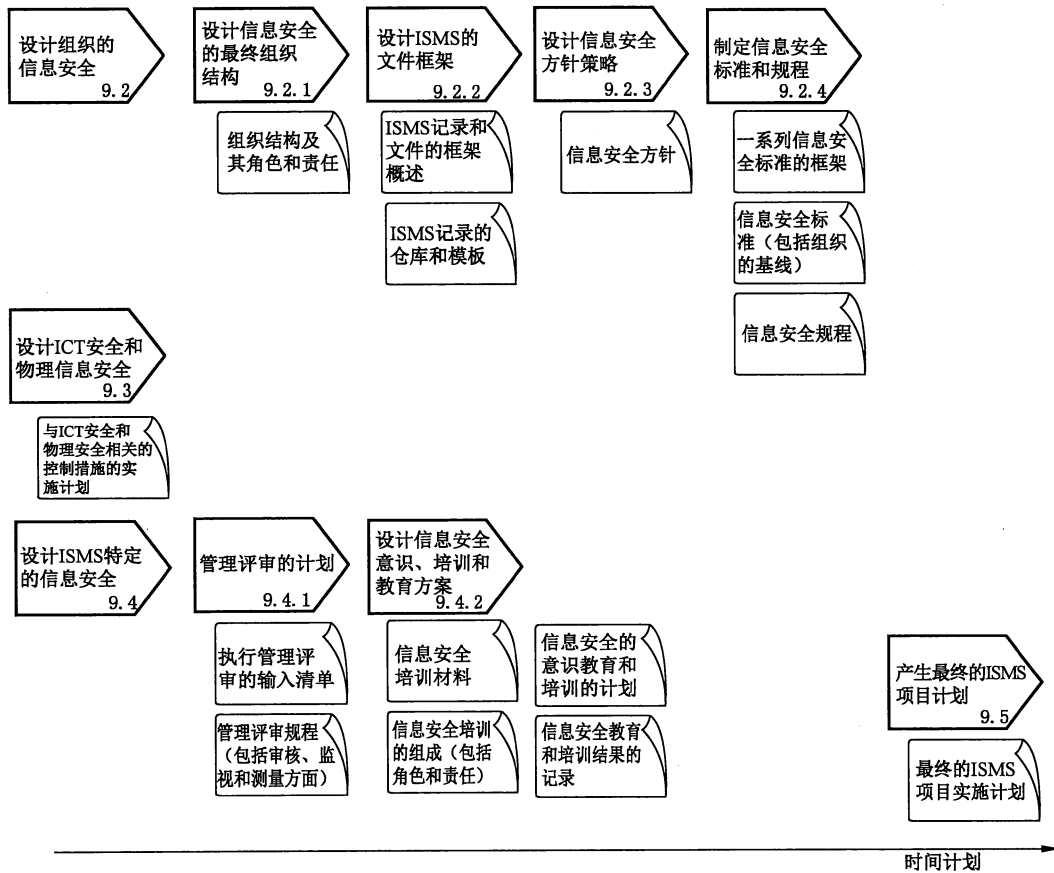 设计组织的
信息安全
9.2
设计信息安全
的最终组织
结构
9.2.1
设计ISMS的
文件框架
9.2.2
设计信息安全
方针策略
9.2.3
制定信息安全
标准和规程
9.2.4
组织结构及
其角色和责任
ISMS记录和
文件的框架
概述
信息安全方针
一系列信息安
全标准的框架
ISMS记录的
仓库和模板
信息安全标
准（包括组织
的基线）
信息安全规程
设计ICT安全和
物理信息安全
9.3
与ICT安全和
物理安全相关的
控制措施的实
施计划
设计ISMS特定
的信息安全
9.4
管理评审的计划
9.4.1
设计信息安全
意识、培训和
教育方案
9.4.2
执行管理评
审的输入清单
信息安全
培训材料
信息安全的
意识教育和
培训的计划
管理评审规程
（包括审核、监
视和测量方面）
信息安全培训
的组成（包括
角色和责任）
信息安全教育
和培训结果的
记录
产生最终的ISMS
项目计划
9.5
最终的ISMS
项目实施计划
时间计划